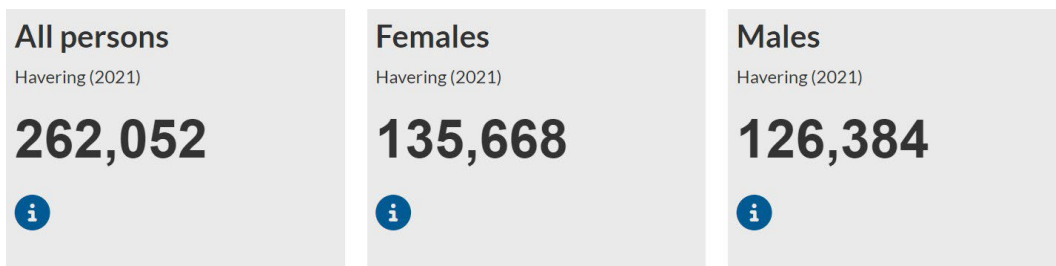 All persons
Havering (2021)
262,052
i
Females
Havering (2021)
135,668
i
Males
Havering (2021)
126,384
i